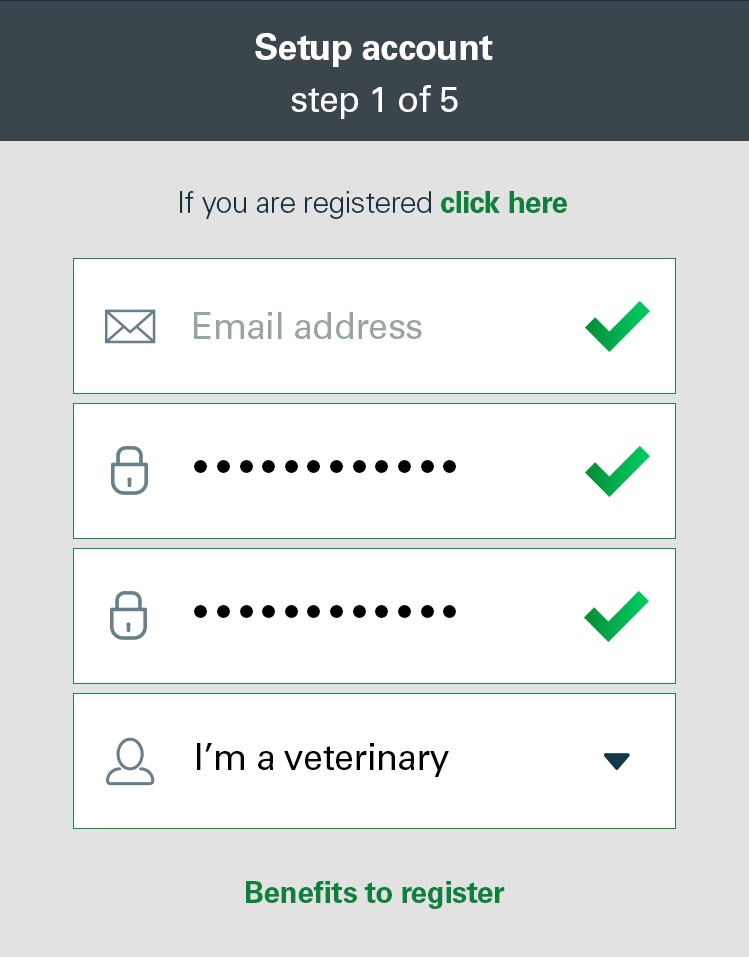 Setup account
step 1 of 5
If you are registered click here
Email address
••••••••••••
••••••••••••
I’m a veterinary
Benefits to register